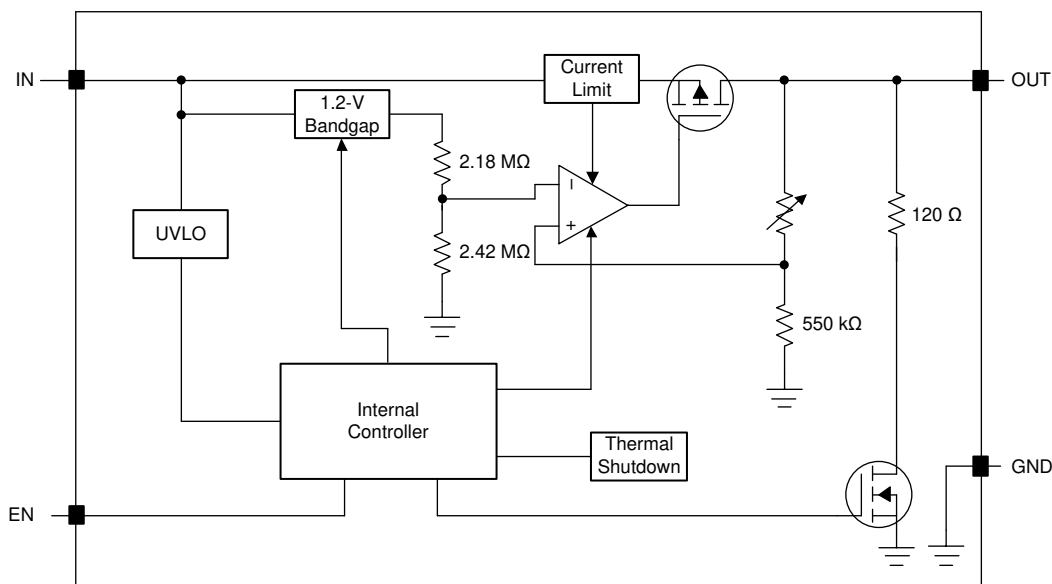 IN
Current
Limit
OUT
1.2-V
Bandgap
2.18 MΩ
UVLO
−
+
120 Ω
2.42 MΩ
550 kΩ
Internal
Controller
Thermal
Shutdown
GND
EN